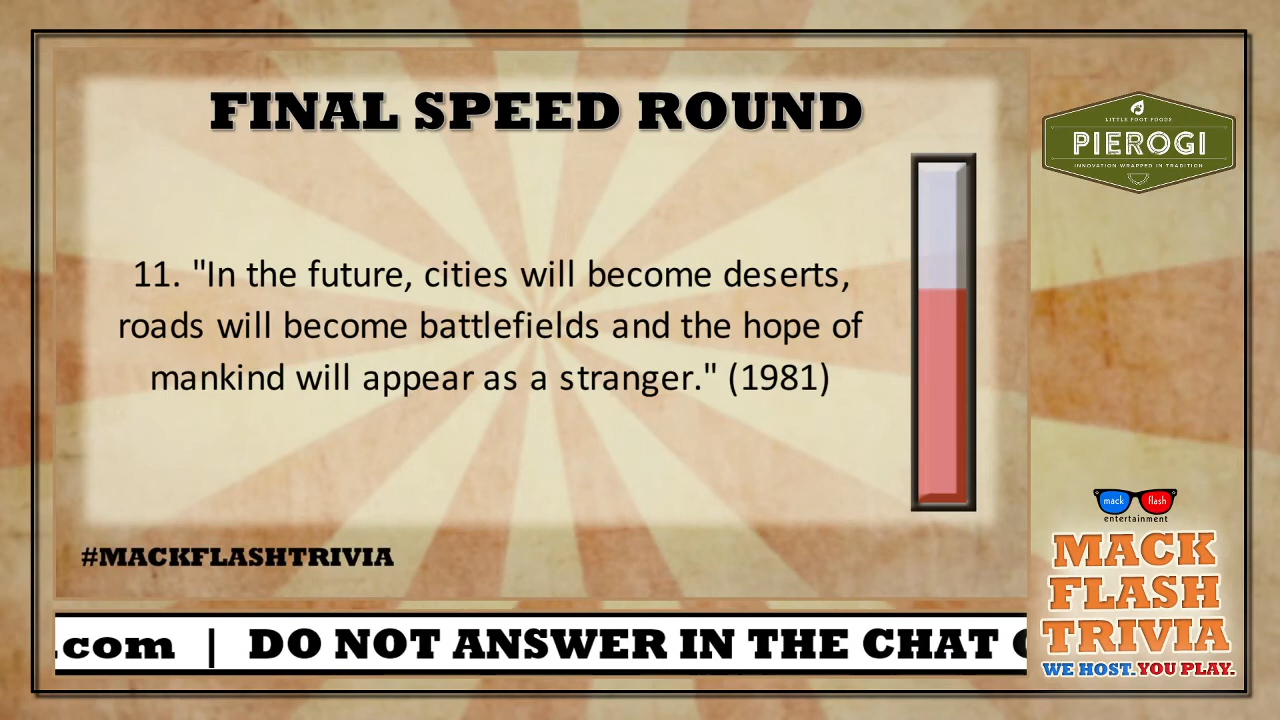 FINAL SPEED ROUND
11. "In the future, cities will become deserts,
roads will become battlefields and the hope of
mankind will appear as a stranger." (1981)
#MACKFLASHTRIVIA
.com | DO NOT ANSWER IN THE CHAT
LITTLE FOOT FOODS
PIEROGI
INNOVATION WRAPPED IN TRADITION
mack flash
entertainment
MACK
FLASH
TRIVIA
WE HOST. YOU PLAY.